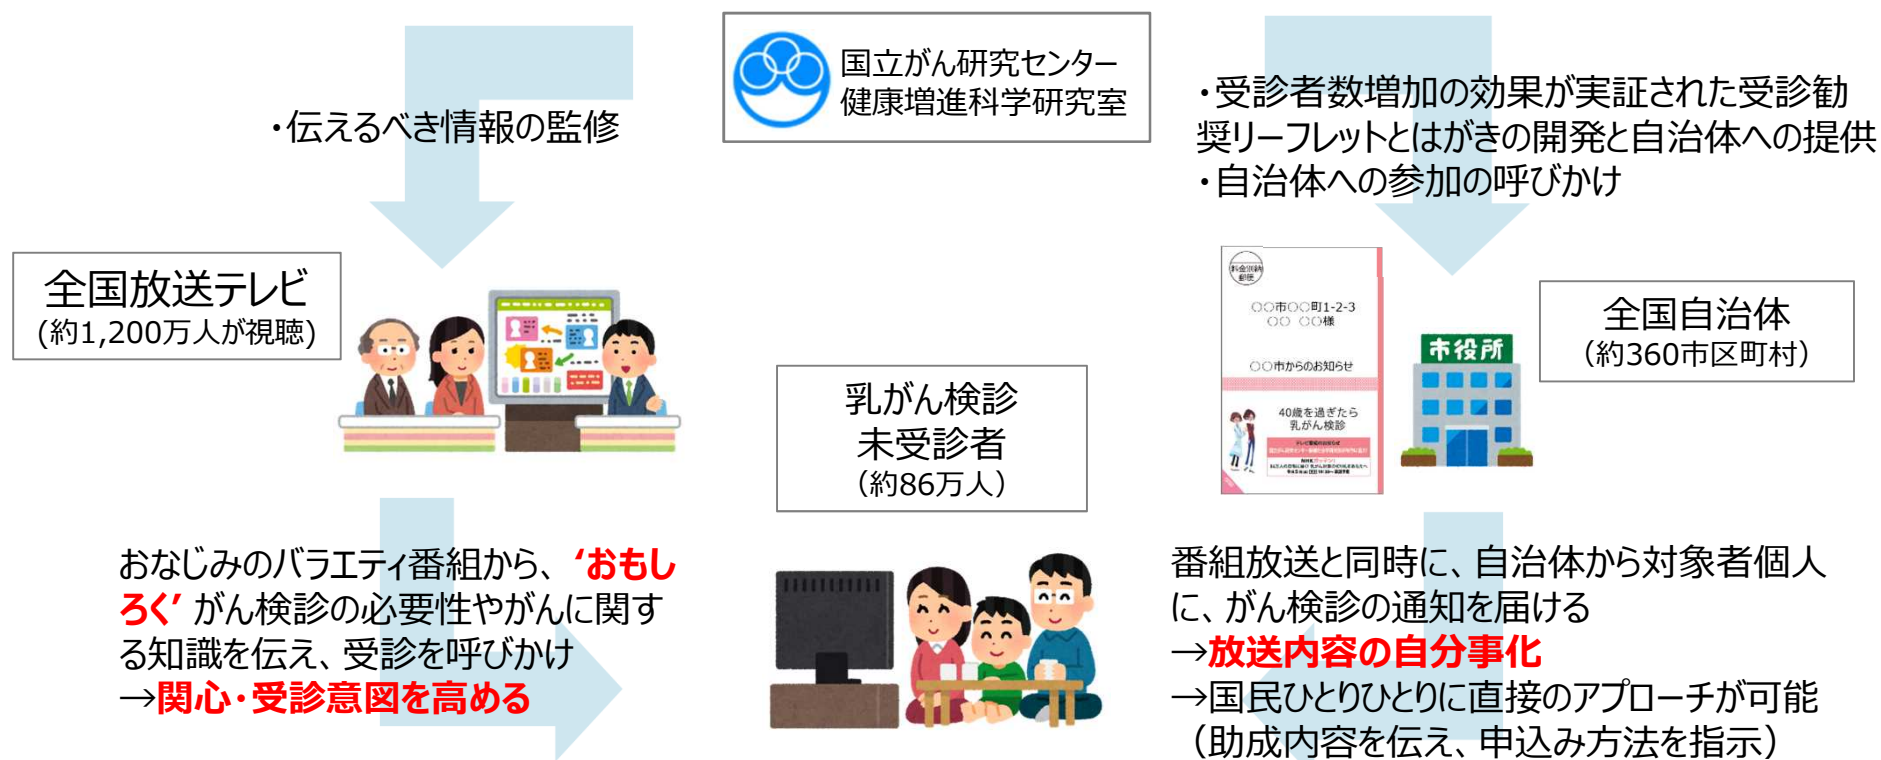 国立がん研究センター
健康増進科学研究室
・伝えるべき情報の監修
・受診者数増加の効果が実証された受診勧
奨リーフレットとはがきの開発と自治体への提供
・自治体への参加の呼びかけ
全国放送テレビ
(約1,200万人が視聴)
料金別納
郵便
○○市○○町1-2-3
○○ ○○様
○○市からのお知らせ
40歳を過ぎたら
乳がん検診
テレビ番組のお知らせ
市役所
全国自治体
（約360市区町村）
乳がん検診
未受診者
（約86万人）
おなじみのバラエティ番組から、‘おもし
ろく’ がん検診の必要性やがんに関す
る知識を伝え、受診を呼びかけ
→関心・受診意図を高める
番組放送と同時に、自治体から対象者個人
に、がん検診の通知を届ける
→放送内容の自分事化
→国民ひとりひとりに直接のアプローチが可能
（助成内容を伝え、申込み方法を指示）